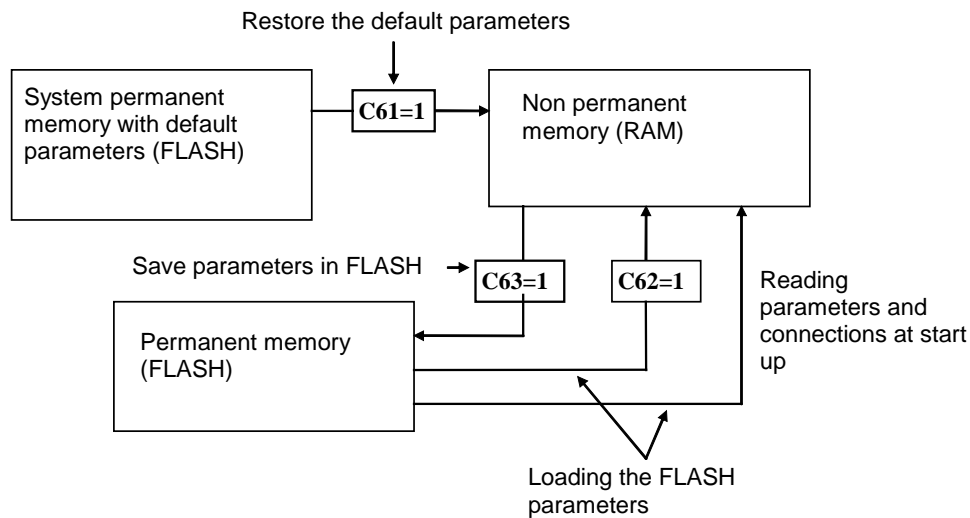 Restore the default parameters
System permanent
memory with default
parameters (FLASH)
C61=1
Non permanent
memory (RAM)
Save parameters in FLASH
C63=1
C62=1
Reading
parameters and
connections at start
up
Permanent memory
(FLASH)
Loading the FLASH
parameters